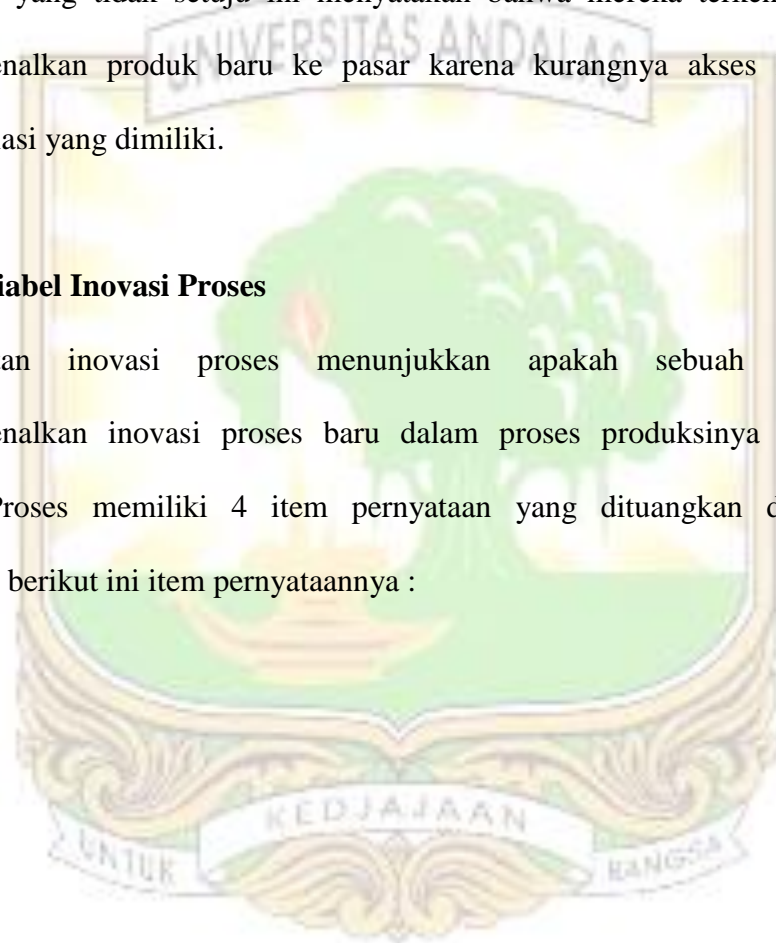 yang tidak setuju ini menyatakan bahwa mereka
UNIVERSITAS ANDALAS
enalkan produk baru ke pasar karena kurangnya akses
asi yang dimiliki.
iabel Inovasi Proses
an inovasi proses menunjukkan apakah sebuah
enalkan inovasi proses baru dalam proses produksinya
Proses memiliki 4 item pernyataan yang dituangkan d
berikut ini item pernyataannya :
UNTUK KEDJAJAAN BANGSA